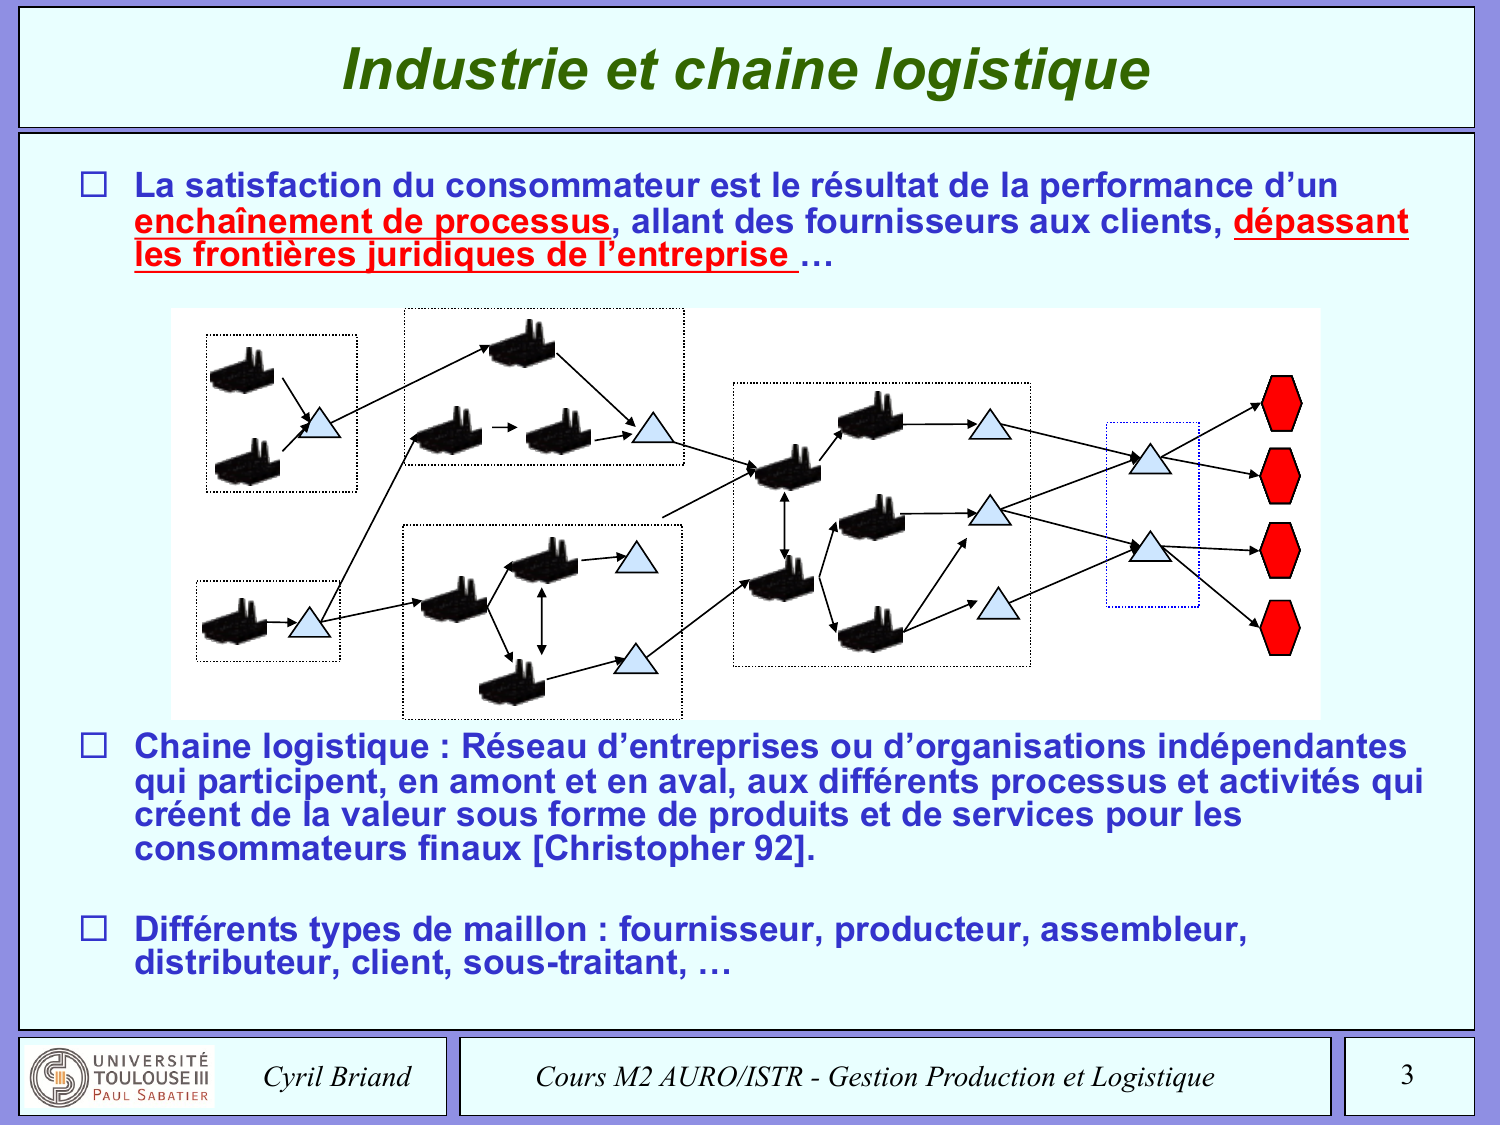 Industrie et chaine logistique
La satisfaction du consommateur est le résultat de la performance d’un
enchaînement de processus, allant des fournisseurs aux clients, dépassant
les frontières juridiques de l’entreprise …
Chaine logistique : Réseau d’entreprises ou d’organisations indépendantes
qui participent, en amont et en aval, aux différents processus et activités qui
créent de la valeur sous forme de produits et de services pour les
consommateurs finaux [Christopher 92].
Différents types de maillon : fournisseur, producteur, assembleur,
distributeur, client, sous-traitant, …
UNIVERSITÉ
TOULOUSE III
PAUL SABATIER
Cyril Briand
Cours M2 AURO/ISTR - Gestion Production et Logistique
3